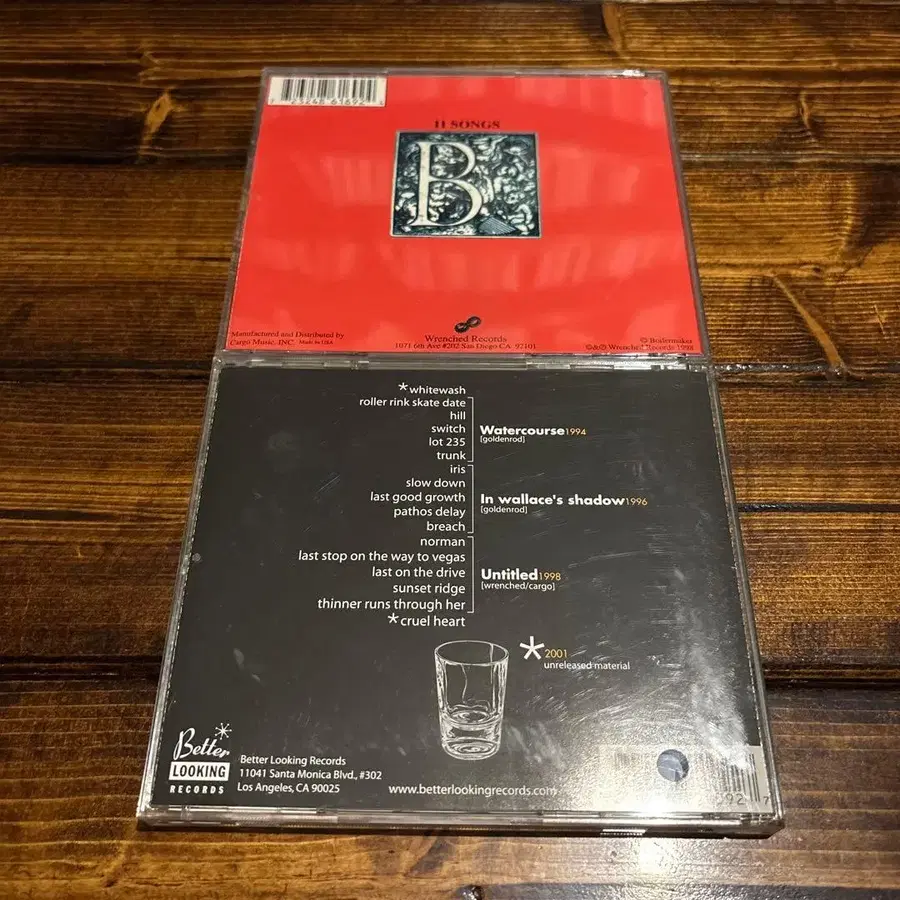 11 SONGS
B
Manufactured and Distributed by
Cargo Music, INC. Made in USA
Wrenched Records
1071 6th Ave #202 San Diego CA. 92101
© Boilermaker
©&℗ Wrenched Records 1998
*whitewash
roller rink skate date
hill
switch
lot 235
trunk
Watercourse1994
[goldenrod]
iris
slow down
last good growth
pathos delay
breach
In wallace's shadow1996
[goldenrod]
norman
last stop on the way to vegas
last on the drive
sunset ridge
thinner runs through her
Untitled1998
[wrenched/cargo]
*cruel heart
*2001
unreleased material
Better
LOOKING
RECORDS
Better Looking Records
11041 Santa Monica Blvd., #302
Los Angeles, CA 90025
www.betterlookingrecords.com